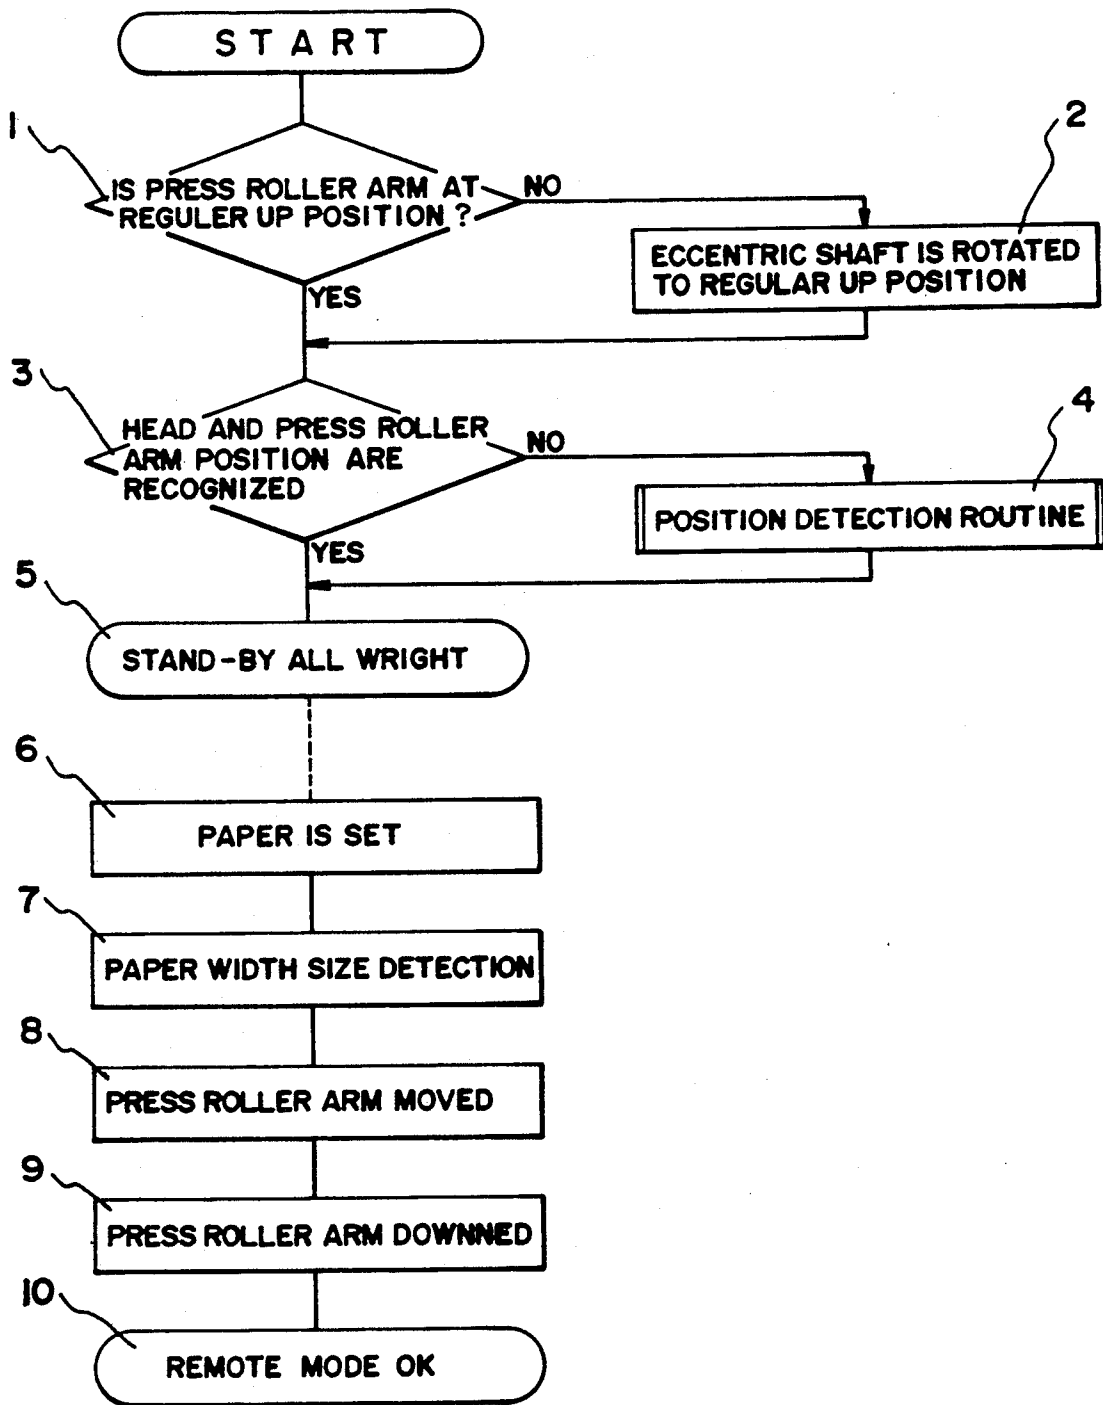 START
1
IS PRESS ROLLER ARM AT
REGULER UP POSITION ?
NO
2
ECCENTRIC SHAFT IS ROTATED
TO REGULAR UP POSITION
YES
3
HEAD AND PRESS ROLLER
ARM POSITION ARE
RECOGNIZED
NO
4
POSITION DETECTION ROUTINE
YES
5
STAND-BY ALL WRIGHT
6
PAPER IS SET
7
PAPER WIDTH SIZE DETECTION
8
PRESS ROLLER ARM MOVED
9
PRESS ROLLER ARM DOWNNED
10
REMOTE MODE OK